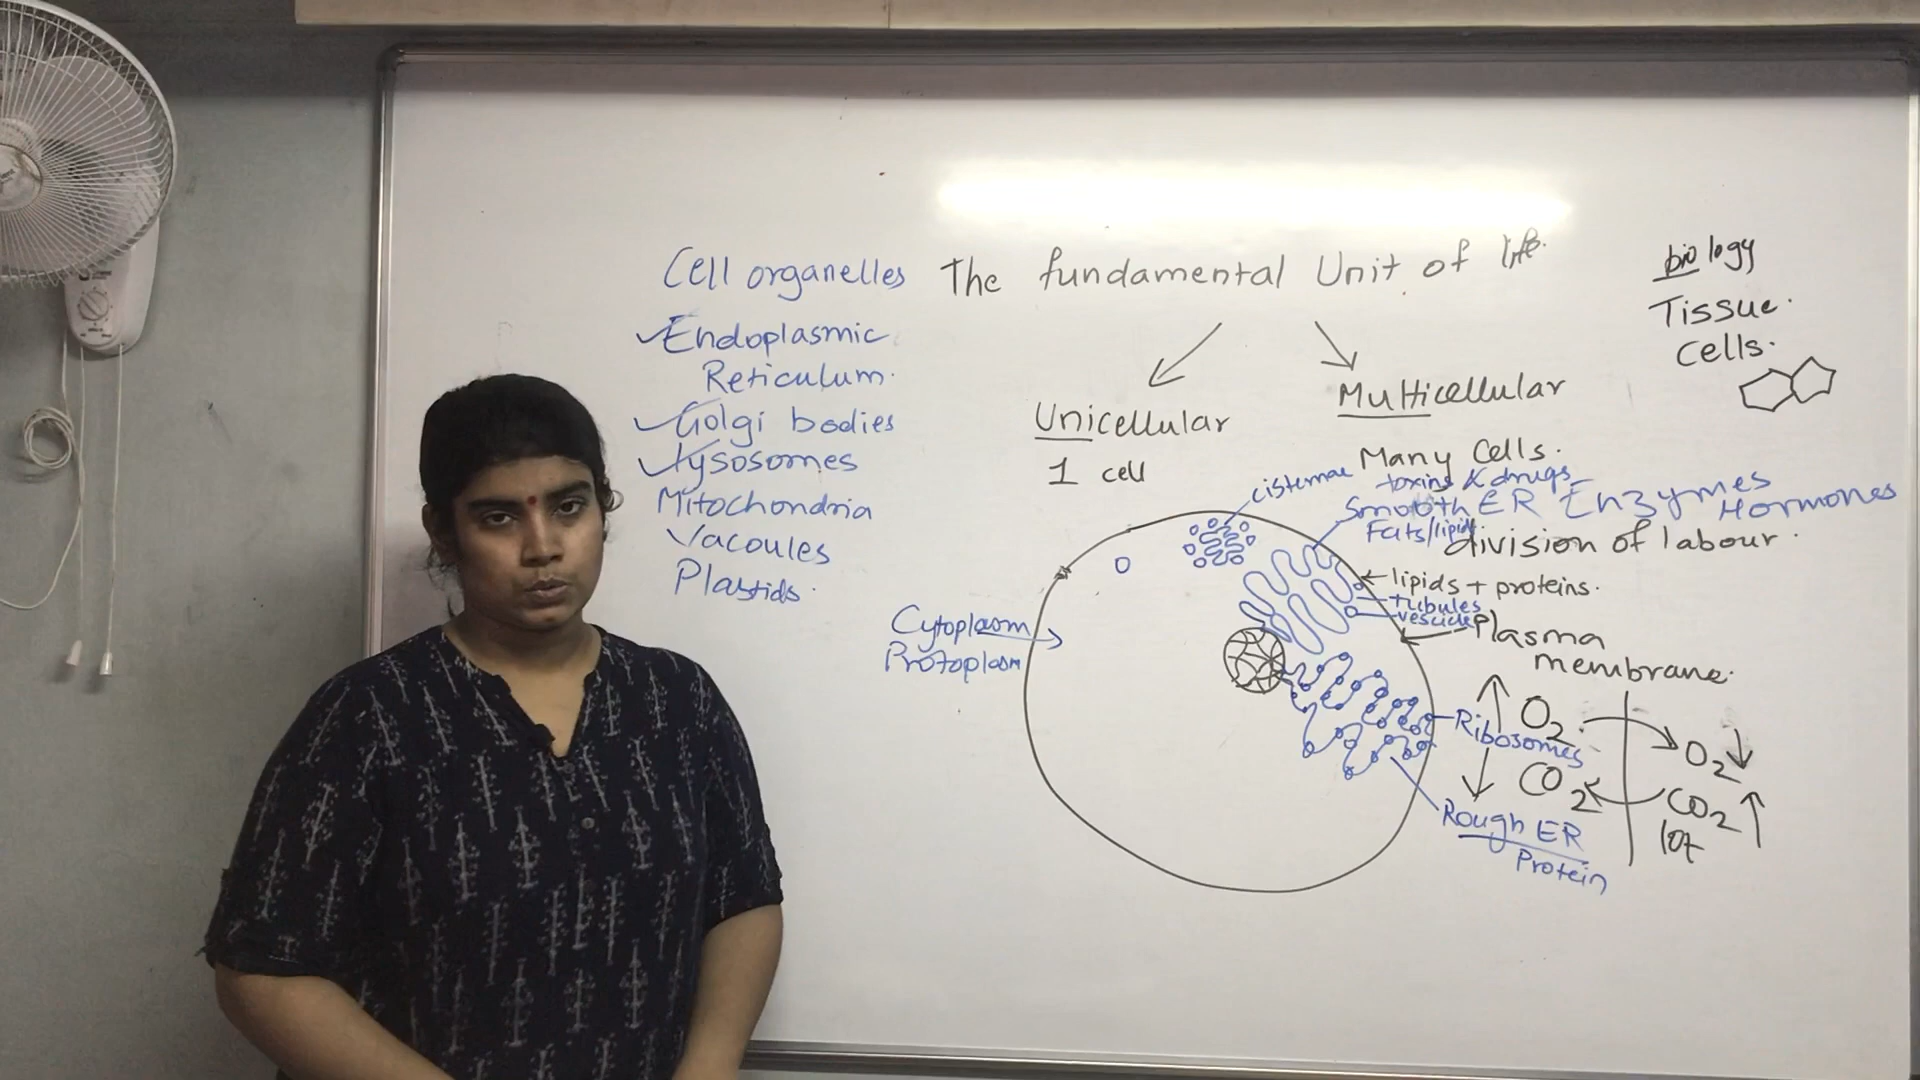 Cell organelles
Endoplasmic
Reticulum.
Golgi bodies
Lysosomes
Mitochondria
Vacoules
Plastids.
The fundamental Unit of life.
Unicellular
1 cell
Multicellular
Many Cells.
biology
Tissue.
Cells.
cisternae
toxins & drugs
Smooth ER Enzymes
Hormones
Fats/lipid
division of labour.
lipids + proteins.
tubules
vescicle
Plasma
membrane.
Cytoplasm
Protoplasm
Ribosomes
O2
CO2
O2
CO2
Rough ER
Protein